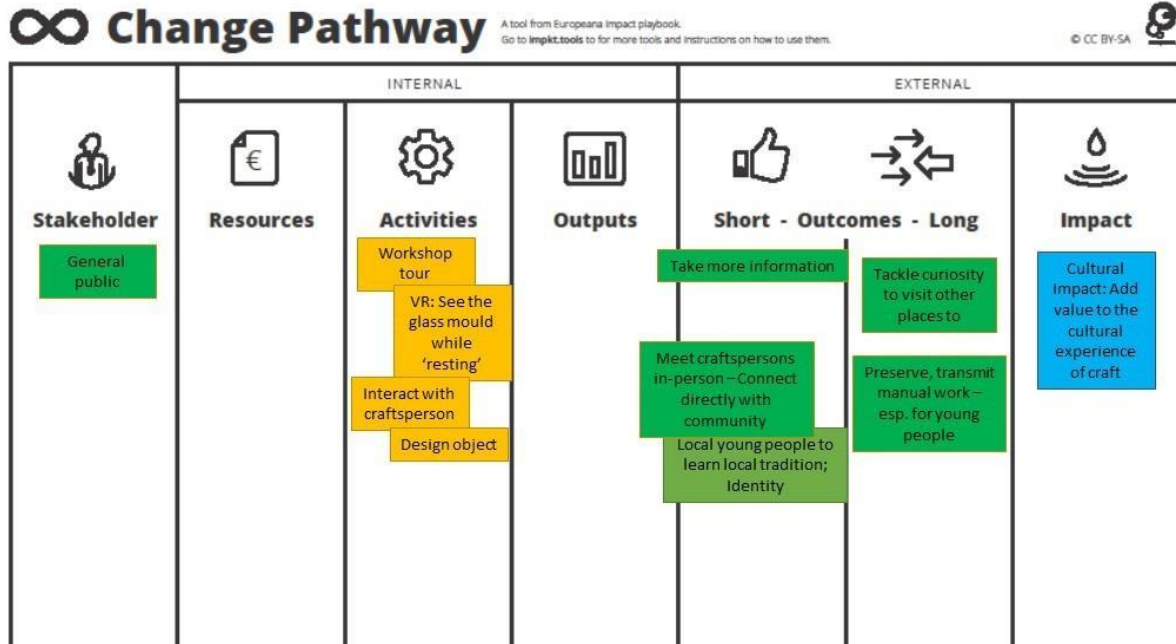 Change Pathway
A tool from Europeana impact playbook.
Go to impkt.tools to for more tools and instructions on how to use them.
© CC BY-SA
INTERNAL
EXTERNAL
€
Stakeholder
Resources
Activities
Outputs
Short - Outcomes - Long
Impact
General
public
Workshop
tour
VR: See the
glass mould
while
‘resting’
Interact with
craftsperson
Design object
Take more information
Meet craftspersons
in-person – Connect
directly with
community
Local young people to
learn local tradition;
Identity
Tackle curiosity
to visit other
places to
Preserve, transmit
manual work –
esp. for young
people
Cultural
Impact: Add
value to the
cultural
experience
of craft